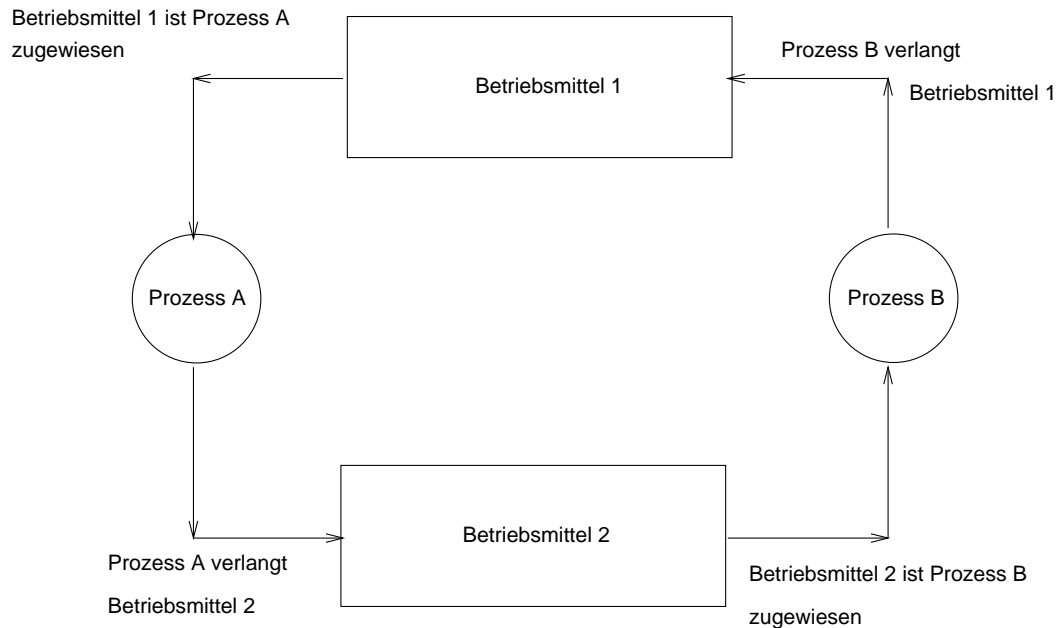 Betriebsmittel 1 ist Prozess A
zugewiesen
Betriebsmittel 1
Prozess B verlangt
Betriebsmittel 1
Prozess A
Prozess B
Prozess A verlangt
Betriebsmittel 2
Betriebsmittel 2
Betriebsmittel 2 ist Prozess B
zugewiesen